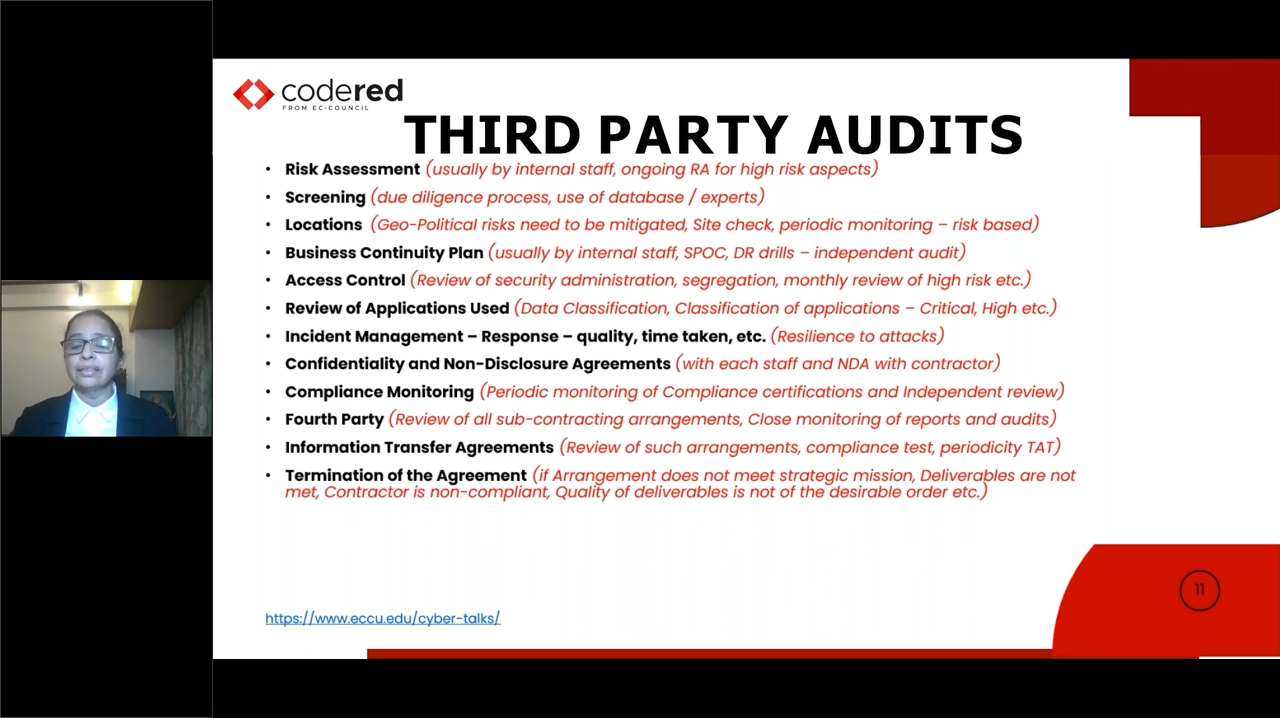 codered
FROM EC-COUNCIL
THIRD PARTY AUDITS
• Risk Assessment (usually by internal staff, ongoing RA for high risk aspects)
• Screening (due diligence process, use of database / experts)
• Locations (Geo-Political risks need to be mitigated, Site check, periodic monitoring – risk based)
• Business Continuity Plan (usually by internal staff, SPOC, DR drills – independent audit)
• Access Control (Review of security administration, segregation, monthly review of high risk etc.)
• Review of Applications Used (Data Classification, Classification of applications – Critical, High etc.)
• Incident Management – Response – quality, time taken, etc. (Resilience to attacks)
• Confidentiality and Non-Disclosure Agreements (with each staff and NDA with contractor)
• Compliance Monitoring (Periodic monitoring of Compliance certifications and Independent review)
• Fourth Party (Review of all sub-contracting arrangements, Close monitoring of reports and audits)
• Information Transfer Agreements (Review of such arrangements, compliance test, periodicity TAT)
• Termination of the Agreement (if Arrangement does not meet strategic mission, Deliverables are not
met, Contractor is non-compliant, Quality of deliverables is not of the desirable order etc.)
11
https://www.eccu.edu/cyber-talks/